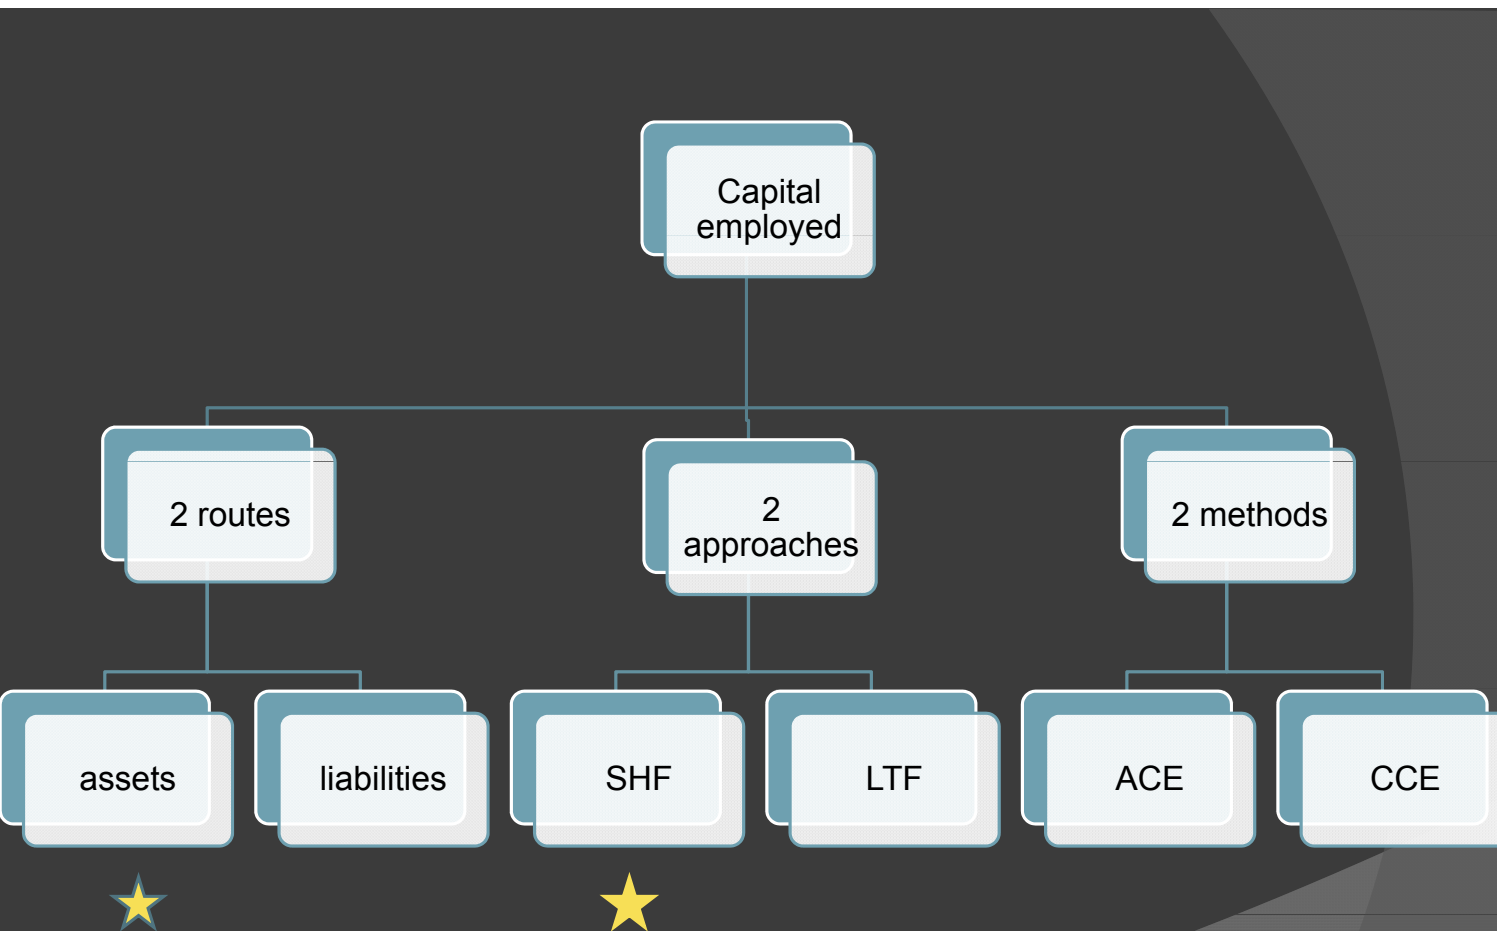 Capital
employed
2 routes
2
approaches
2 methods
assets
liabilities
SHF
LTF
ACE
CCE